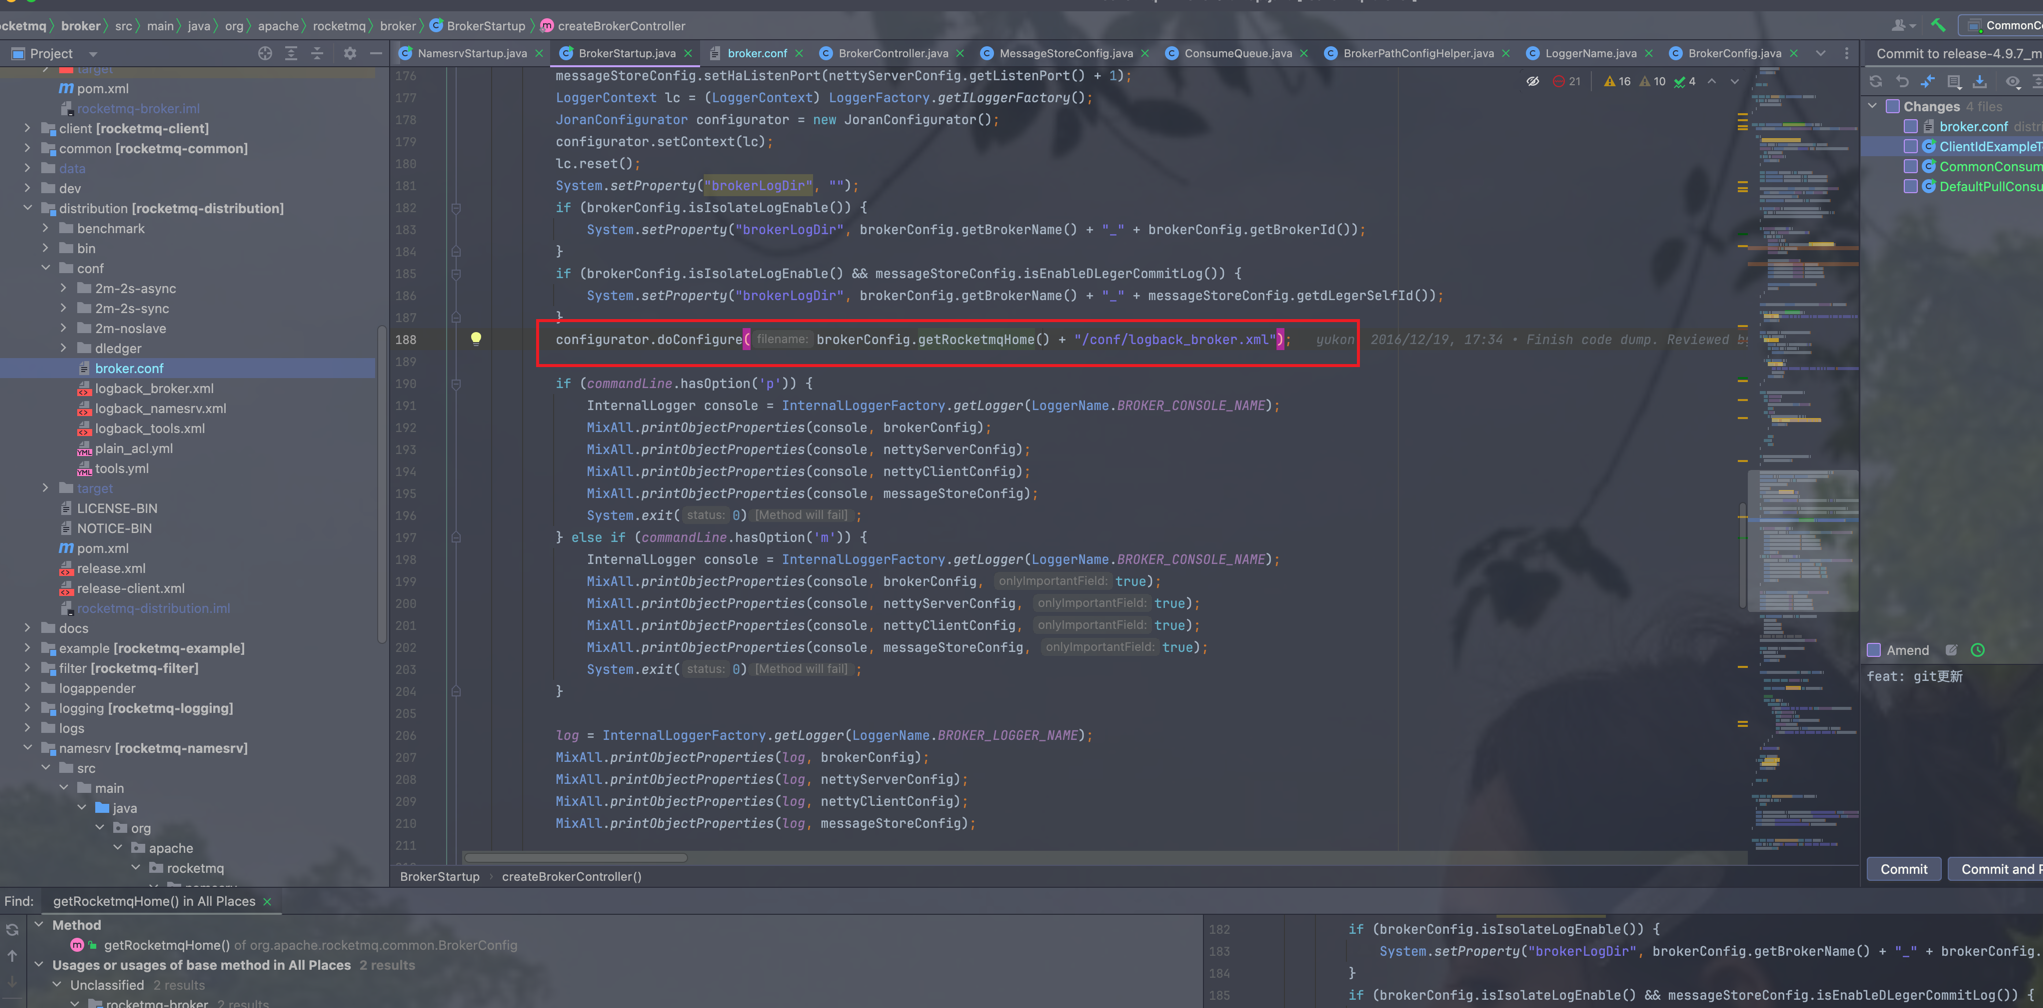 ocketmq broker src main java org apache rocketmq broker BrokerStartup createBrokerController
CommonCo
Project
NamesrvStartup.java BrokerStartup.java broker.conf BrokerController.java MessageStoreConfig.java ConsumeQueue.java BrokerPathConfigHelper.java LoggerName.java BrokerConfig.java
Commit to release-4.9.7_m
target
pom.xml
rocketmq-broker.iml
client [rocketmq-client]
common [rocketmq-common]
data
dev
distribution [rocketmq-distribution]
benchmark
bin
conf
2m-2s-async
2m-2s-sync
2m-noslave
dledger
broker.conf
logback_broker.xml
logback_namesrv.xml
logback_tools.xml
plain_acl.yml
tools.yml
target
LICENSE-BIN
NOTICE-BIN
pom.xml
release.xml
release-client.xml
rocketmq-distribution.iml
docs
example [rocketmq-example]
filter [rocketmq-filter]
logappender
logging [rocketmq-logging]
logs
namesrv [rocketmq-namesrv]
src
main
java
org
apache
rocketmq
21 16 10 4
176 messageStoreConfig.setHaListenPort(nettyServerConfig.getListenPort() + 1);
177 LoggerContext lc = (LoggerContext) LoggerFactory.getILoggerFactory();
178 JoranConfigurator configurator = new JoranConfigurator();
179 configurator.setContext(lc);
180 lc.reset();
181 System.setProperty("brokerLogDir", "");
182 if (brokerConfig.isIsolateLogEnable()) {
183 System.setProperty("brokerLogDir", brokerConfig.getBrokerName() + "_" + brokerConfig.getBrokerId());
184 }
185 if (brokerConfig.isIsolateLogEnable() && messageStoreConfig.isEnableDLegerCommitLog()) {
186 System.setProperty("brokerLogDir", brokerConfig.getBrokerName() + "_" + messageStoreConfig.getdLegerSelfId());
187 }
188 configurator.doConfigure( filename: brokerConfig.getRocketmqHome() + "/conf/logback_broker.xml"); yukon 2016/12/19, 17:34 • Finish code dump. Reviewed by
189
190 if (commandLine.hasOption('p')) {
191 InternalLogger console = InternalLoggerFactory.getLogger(LoggerName.BROKER_CONSOLE_NAME);
192 MixAll.printObjectProperties(console, brokerConfig);
193 MixAll.printObjectProperties(console, nettyServerConfig);
194 MixAll.printObjectProperties(console, nettyClientConfig);
195 MixAll.printObjectProperties(console, messageStoreConfig);
196 System.exit( status: 0) [Method will fail] ;
197 } else if (commandLine.hasOption('m')) {
198 InternalLogger console = InternalLoggerFactory.getLogger(LoggerName.BROKER_CONSOLE_NAME);
199 MixAll.printObjectProperties(console, brokerConfig, onlyImportantField: true);
200 MixAll.printObjectProperties(console, nettyServerConfig, onlyImportantField: true);
201 MixAll.printObjectProperties(console, nettyClientConfig, onlyImportantField: true);
202 MixAll.printObjectProperties(console, messageStoreConfig, onlyImportantField: true);
203 System.exit( status: 0) [Method will fail] ;
204 }
205
206 log = InternalLoggerFactory.getLogger(LoggerName.BROKER_LOGGER_NAME);
207 MixAll.printObjectProperties(log, brokerConfig);
208 MixAll.printObjectProperties(log, nettyServerConfig);
209 MixAll.printObjectProperties(log, nettyClientConfig);
210 MixAll.printObjectProperties(log, messageStoreConfig);
211
BrokerStartup createBrokerController()
Changes 4 files
broker.conf distri
ClientIdExampleT
CommonConsum
DefaultPullConsu
Amend
feat: git更新
Commit Commit and P
Find: getRocketmqHome() in All Places
Method
getRocketmqHome() of org.apache.rocketmq.common.BrokerConfig
Usages or usages of base method in All Places 2 results
Unclassified 2 results
rocketmq-broker 2 results
182 if (brokerConfig.isIsolateLogEnable()) {
183 System.setProperty("brokerLogDir", brokerConfig.getBrokerName() + "_" + brokerConfig.
184 }
185 if (brokerConfig.isIsolateLogEnable() && messageStoreConfig.isEnableDLegerCommitLog()) {